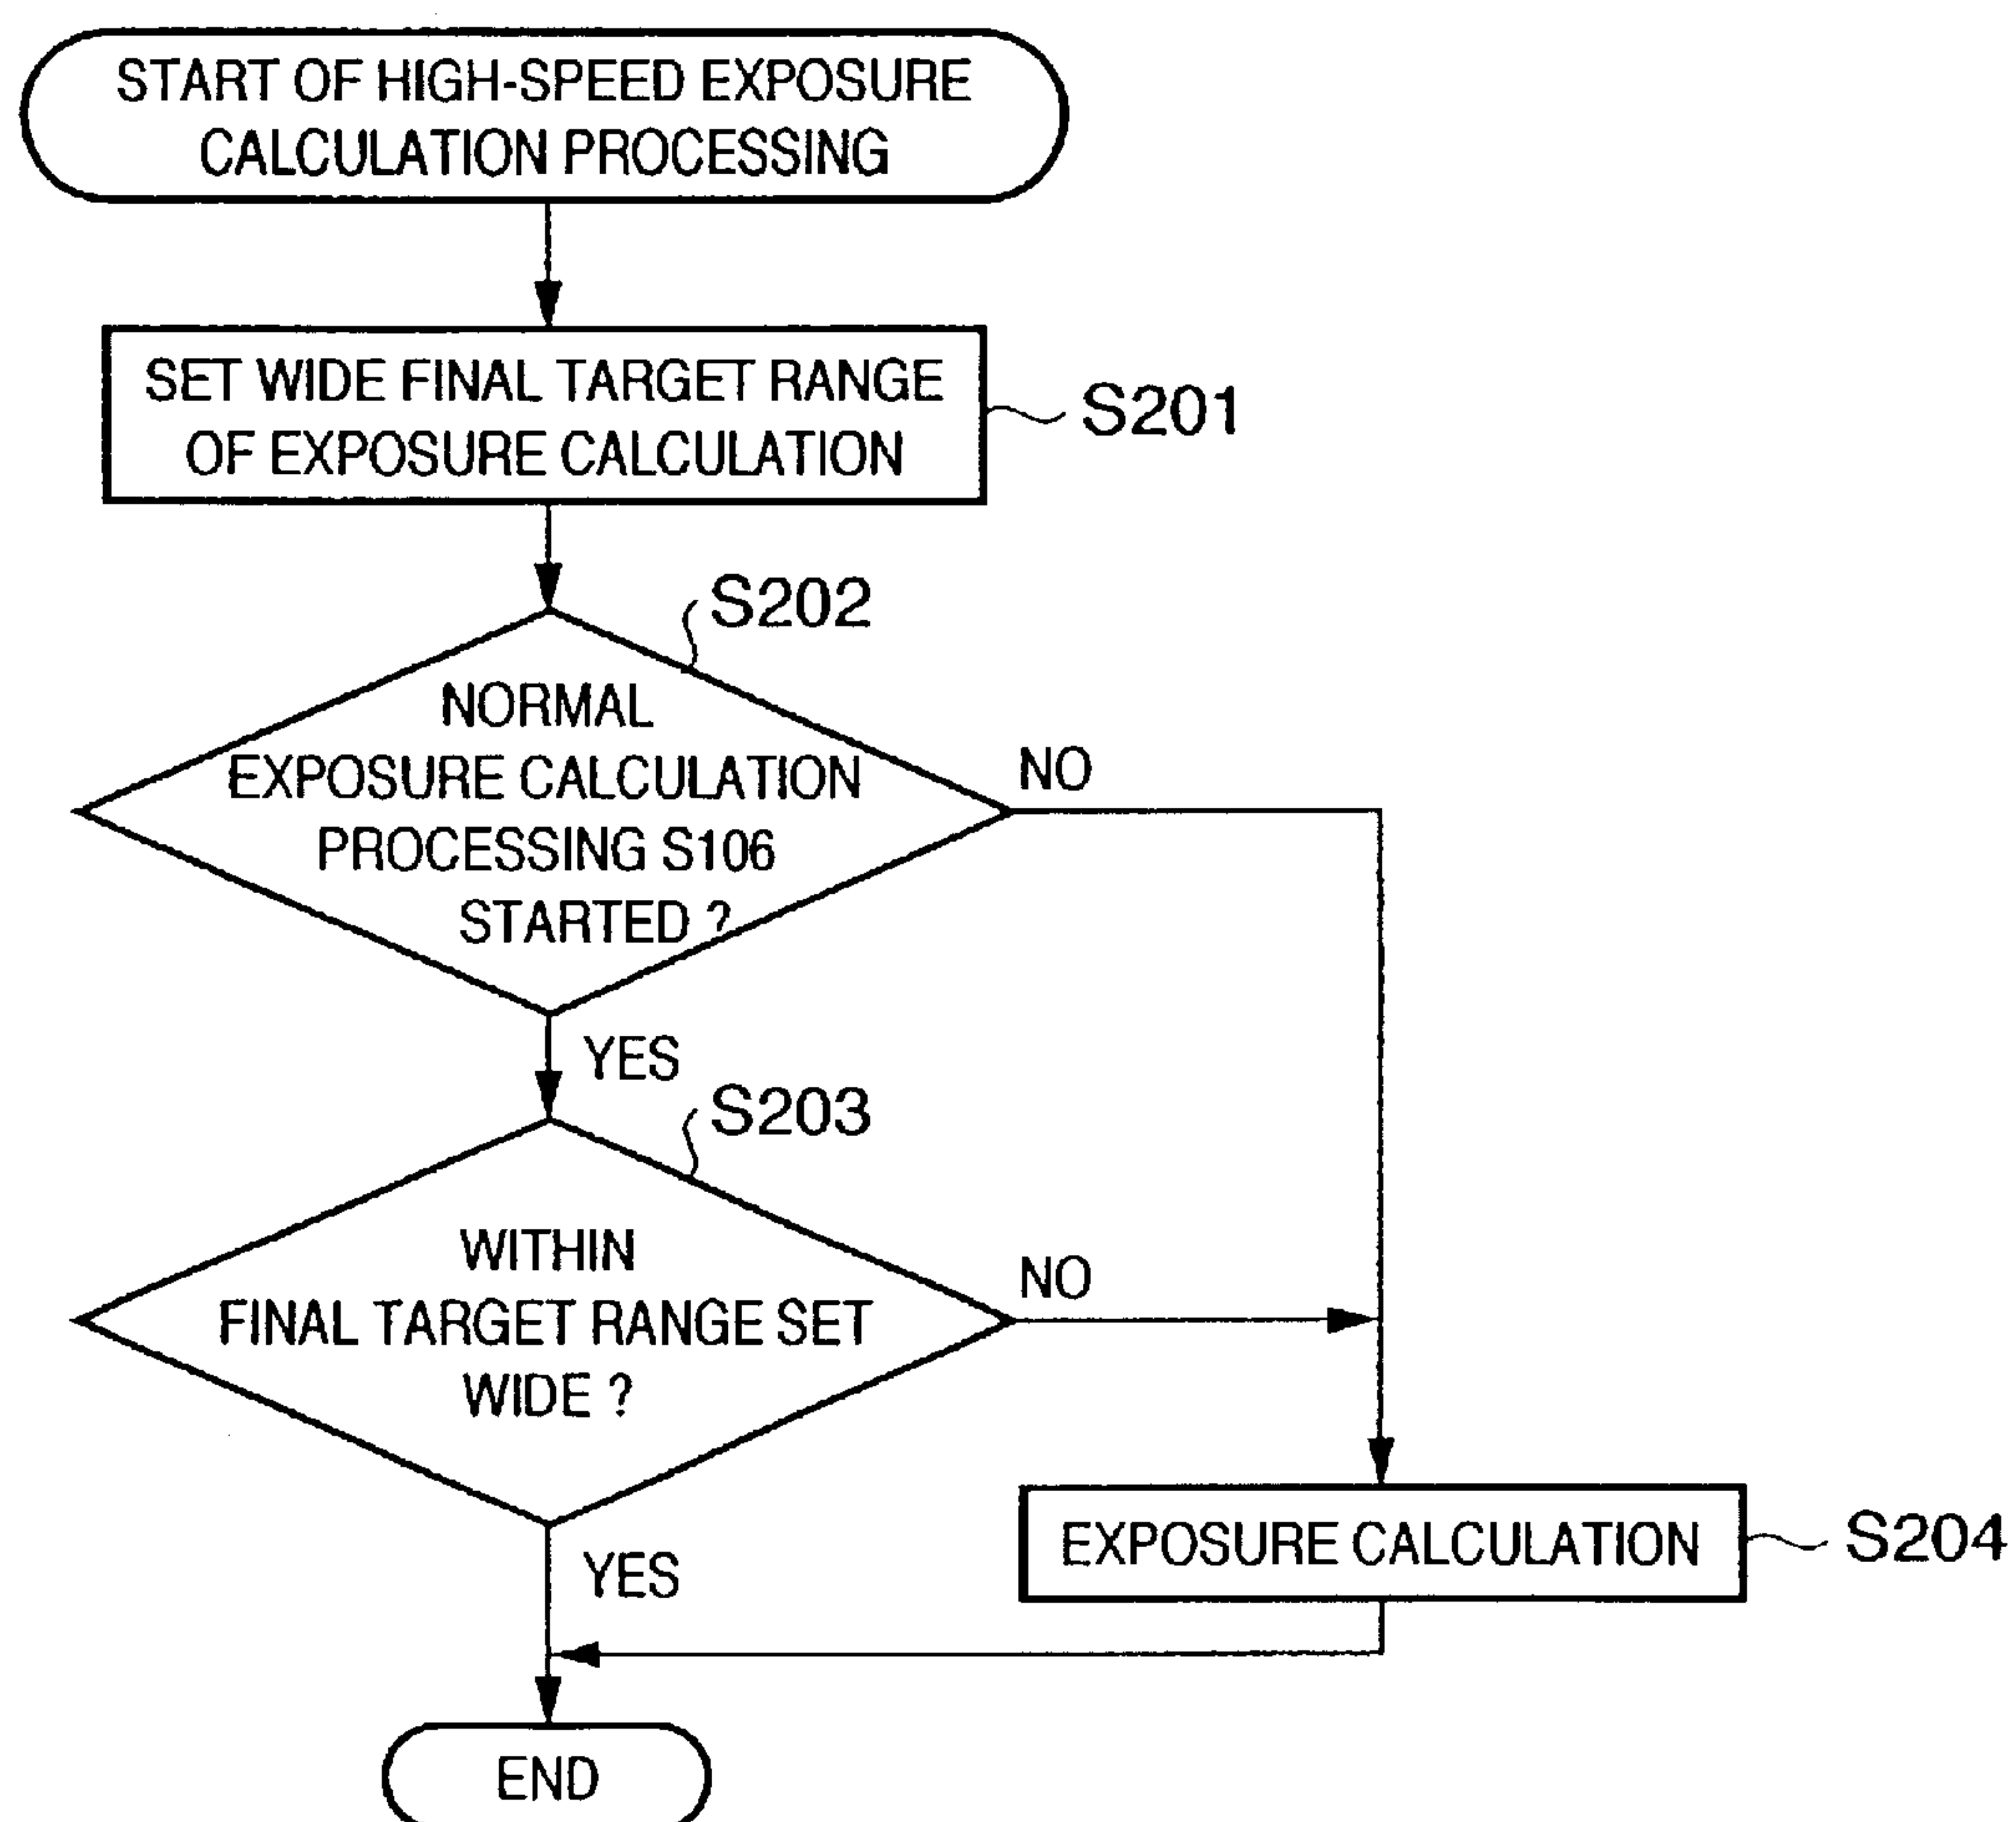 START OF HIGH-SPEED EXPOSURE
CALCULATION PROCESSING
SET WIDE FINAL TARGET RANGE
OF EXPOSURE CALCULATION
S201
S202
NORMAL
EXPOSURE CALCULATION
PROCESSING S106
STARTED ?
NO
YES
S203
WITHIN
FINAL TARGET RANGE SET
WIDE ?
NO
YES
EXPOSURE CALCULATION
S204
END